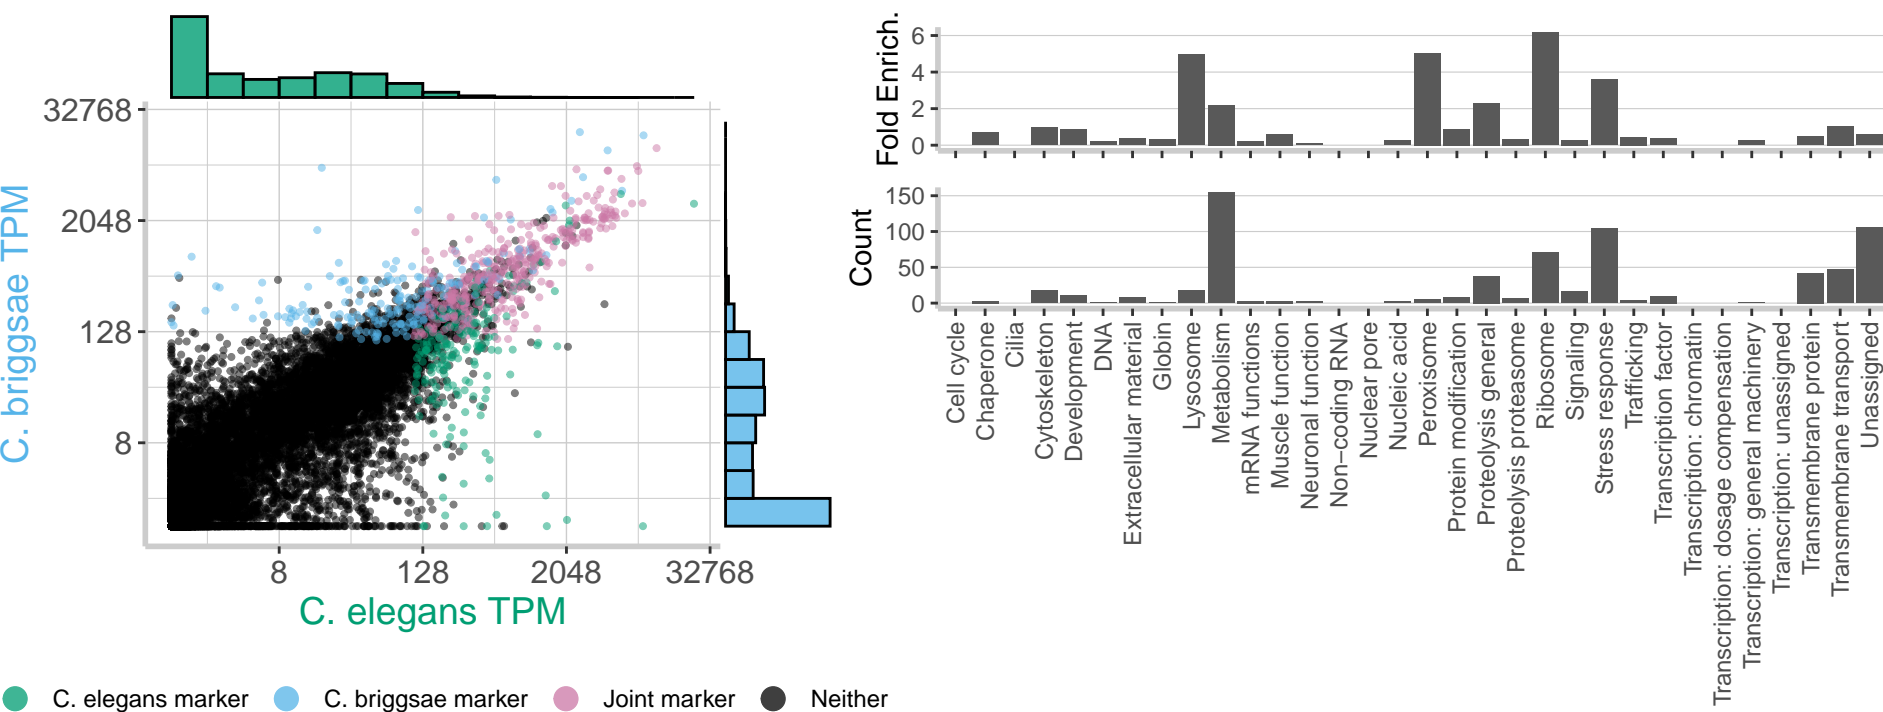 32768
2048
128
8
C. briggsae TPM
8
128
2048
32768
C. elegans TPM
C. elegans marker
C. briggsae marker
Joint marker
Neither
Fold Enrich.
6
4
2
0
Count
150
100
50
0
Cell cycle
Chaperone
Cilia
Cytoskeleton
Development
DNA
Extracellular material
Globin
Lysosome
Metabolism
mRNA functions
Muscle function
Neuronal function
Non−coding RNA
Nuclear pore
Nucleic acid
Peroxisome
Protein modification
Proteolysis general
Proteolysis proteasome
Ribosome
Signaling
Stress response
Trafficking
Transcription factor
Transcription: chromatin
Transcription: dosage compensation
Transcription: general machinery
Transcription: unassigned
Transmembrane protein
Transmembrane transport
Unassigned